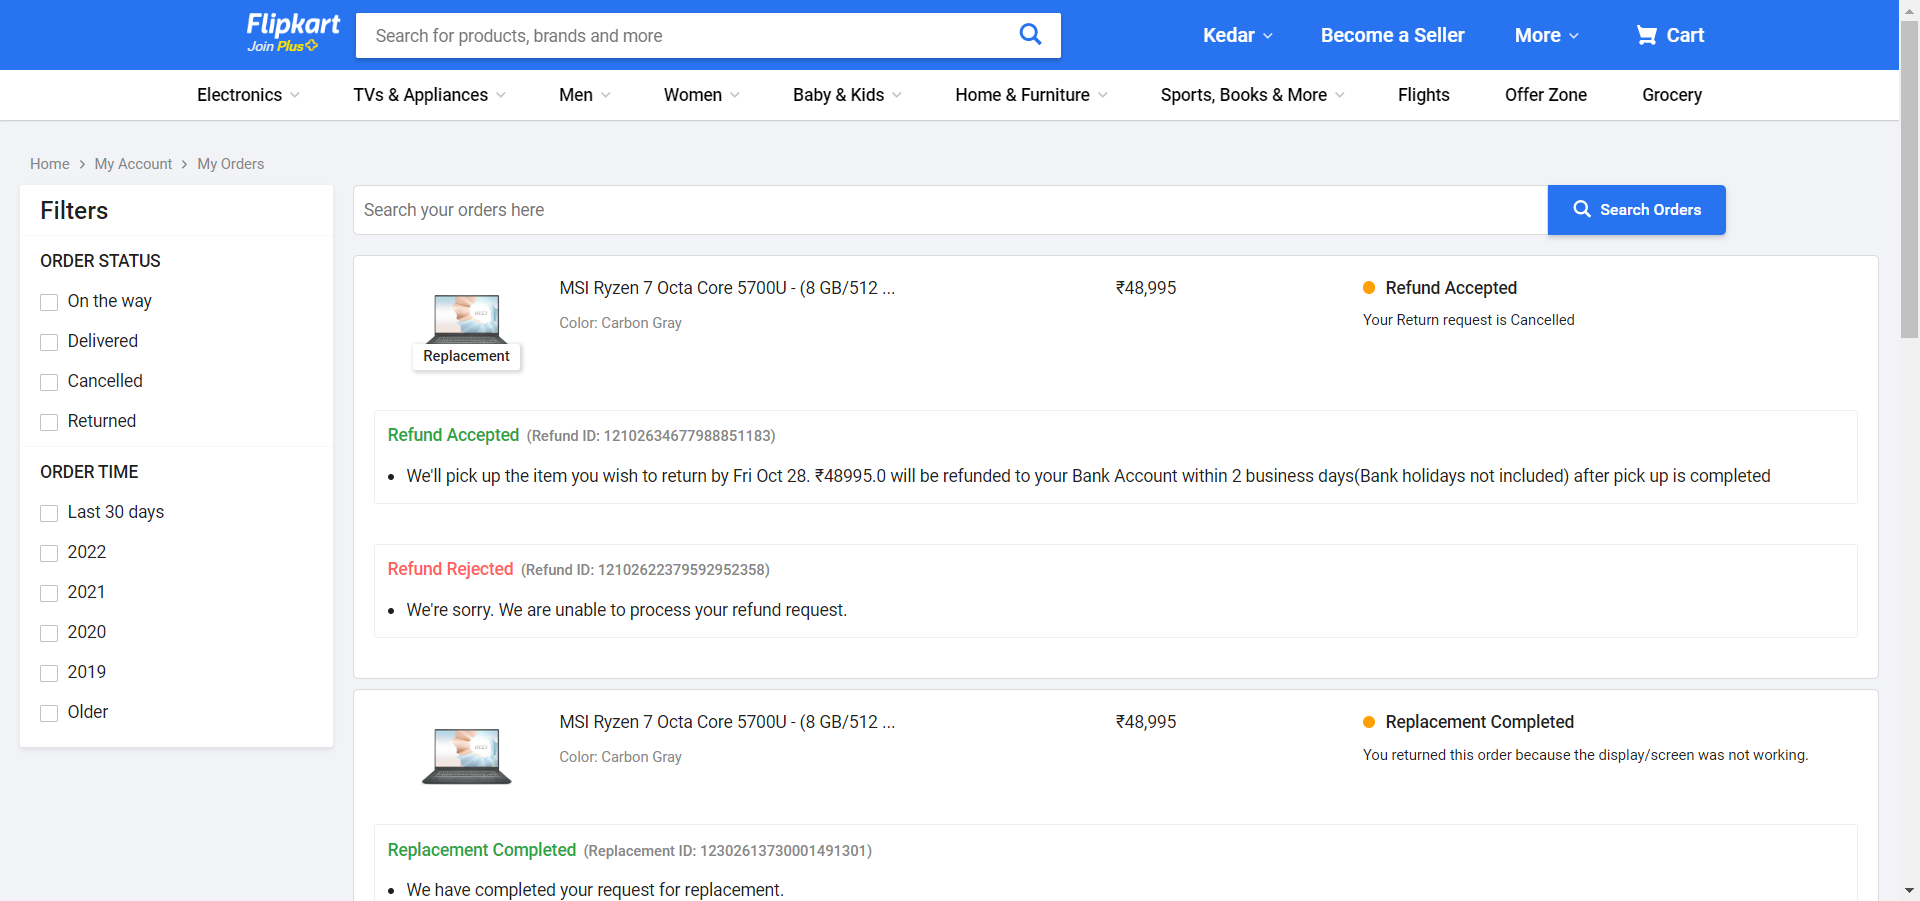 Flipkart
Join Plus
Search for products, brands and more
Kedar
Become a Seller
More
Cart
Electronics
TVs & Appliances
Men
Women
Baby & Kids
Home & Furniture
Sports, Books & More
Flights
Offer Zone
Grocery
Home > My Account > My Orders
Filters
ORDER STATUS
On the way
Delivered
Cancelled
Returned
ORDER TIME
Last 30 days
2022
2021
2020
2019
Older
Search your orders here
Search Orders
MSI Ryzen 7 Octa Core 5700U - (8 GB/512 ...
Color: Carbon Gray
Replacement
₹48,995
Refund Accepted
Your Return request is Cancelled
Refund Accepted (Refund ID: 12102634677988851183)
We'll pick up the item you wish to return by Fri Oct 28. ₹48995.0 will be refunded to your Bank Account within 2 business days(Bank holidays not included) after pick up is completed
Refund Rejected (Refund ID: 12102622379592952358)
We're sorry. We are unable to process your refund request.
MSI Ryzen 7 Octa Core 5700U - (8 GB/512 ...
Color: Carbon Gray
₹48,995
Replacement Completed
You returned this order because the display/screen was not working.
Replacement Completed (Replacement ID: 12302613730001491301)
We have completed your request for replacement.